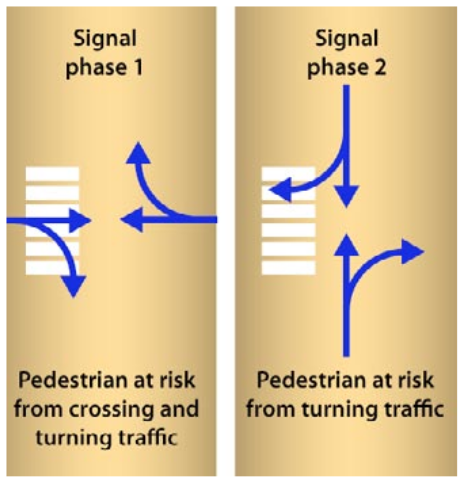 Signal
phase 1
Pedestrian at risk
from crossing and
turning traffic
Signal
phase 2
Pedestrian at risk
from turning traffic